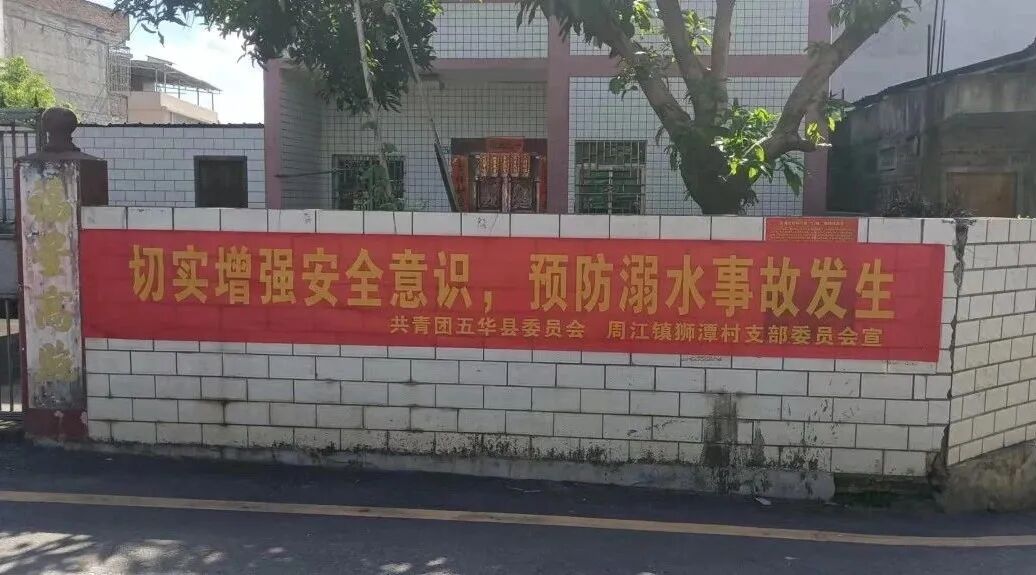 切实增强安全意识，预防溺水事故发生
共青团五华县委员会 周江镇狮潭村支部委员会宣